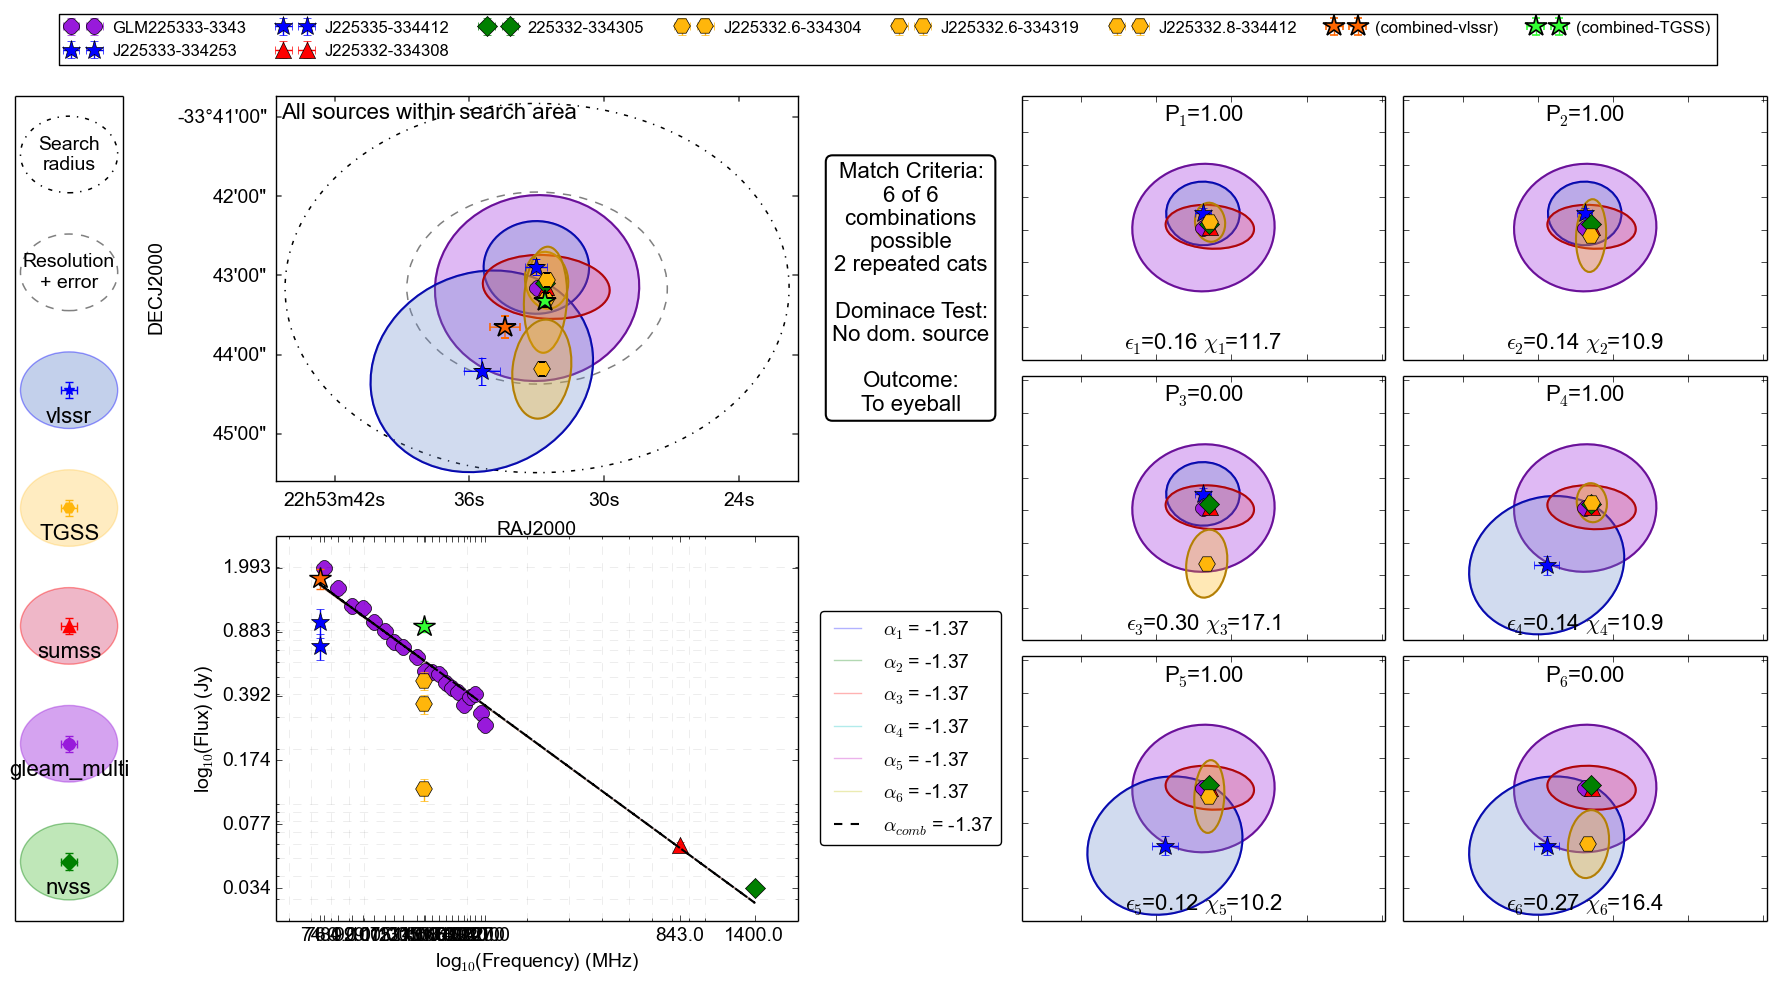 GLM225333-3343 J225335-334412 225332-334305 J225332.6-334304 J225332.6-334319 J225332.8-334412 (combined-vlssr) (combined-TGSS)
J225333-334253 J225332-334308
Search
radius
Resolution
+ error
vlssr
TGSS
sumss
gleam_multi
nvss
All sources within search area
DECJ2000
-33°41'00"
42'00"
43'00"
44'00"
45'00"
22h53m42s 36s 30s 24s
RAJ2000
log10(Flux) (Jy)
1.993
0.883
0.392
0.174
0.077
0.034
843.0 1400.0
log10(Frequency) (MHz)
Match Criteria:
6 of 6
combinations
possible
2 repeated cats
Dominace Test:
No dom. source
Outcome:
To eyeball
α1 = -1.37
α2 = -1.37
α3 = -1.37
α4 = -1.37
α5 = -1.37
α6 = -1.37
αcomb = -1.37
P1=1.00
ϵ1=0.16 χ1=11.7
P2=1.00
ϵ2=0.14 χ2=10.9
P3=0.00
ϵ3=0.30 χ3=17.1
P4=1.00
ϵ4=0.14 χ4=10.9
P5=1.00
ϵ5=0.12 χ5=10.2
P6=0.00
ϵ6=0.27 χ6=16.4